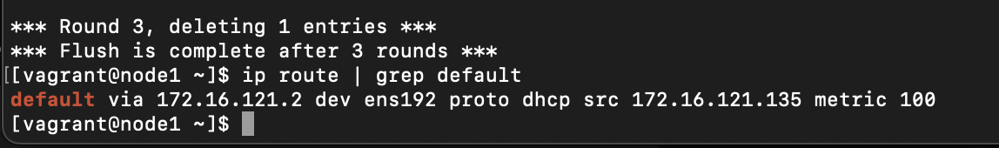 *** Round 3, deleting 1 entries ***
*** Flush is complete after 3 rounds ***
[[vagrant@node1 ~]$ ip route | grep default
default via 172.16.121.2 dev ens192 proto dhcp src 172.16.121.135 metric 100
[vagrant@node1 ~]$